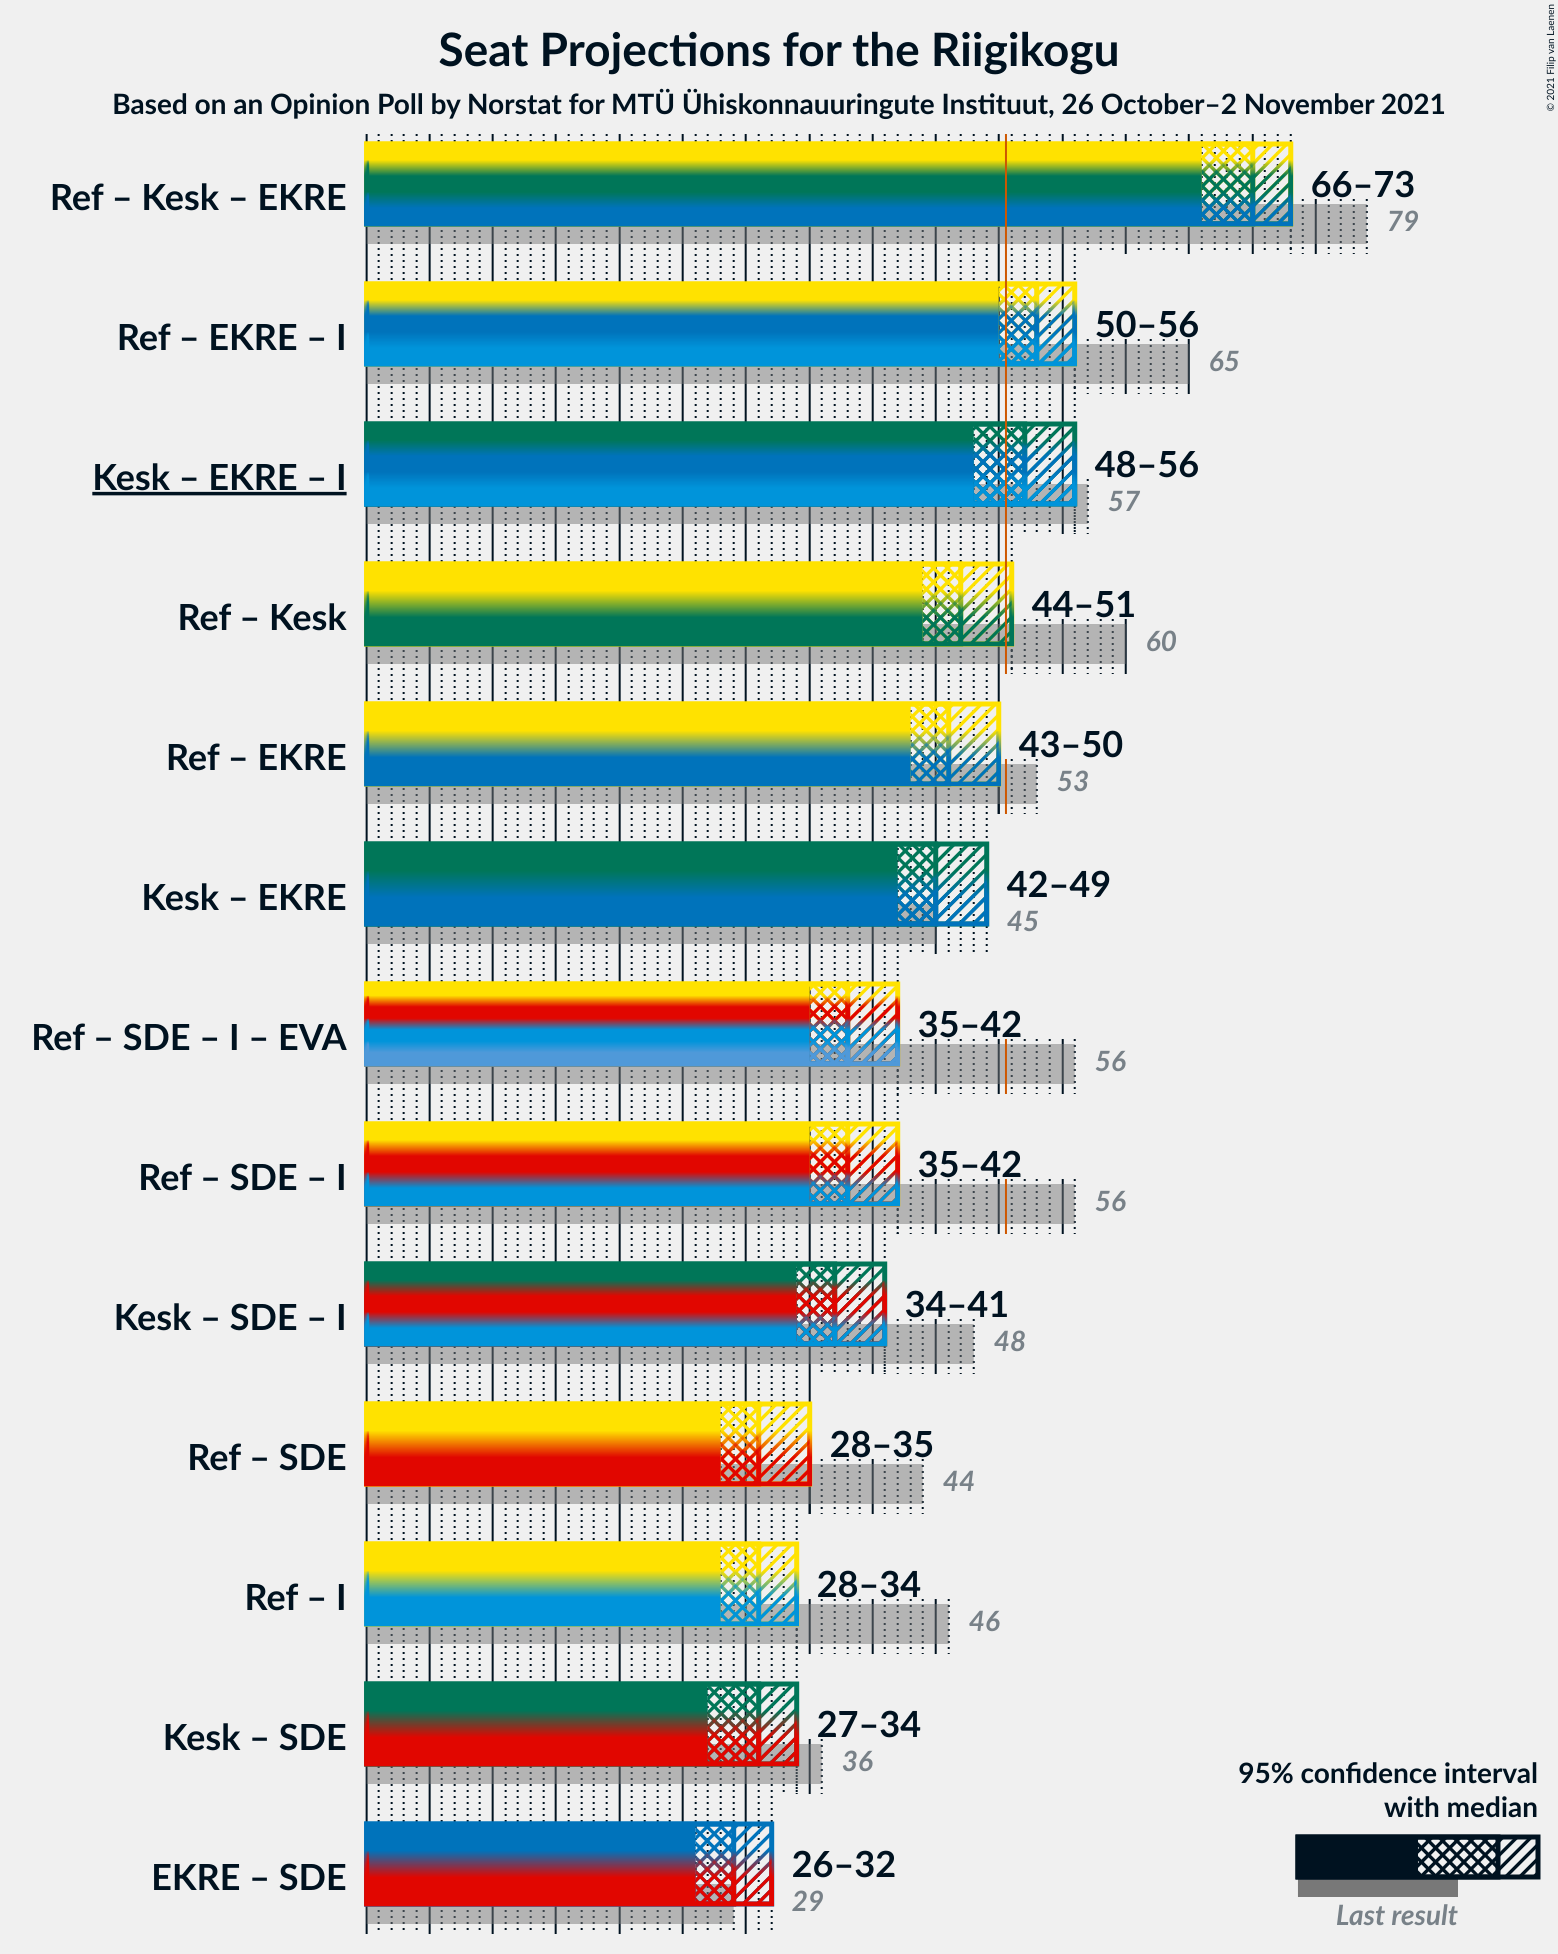 Seat Projections for the Riigikogu
Based on an Opinion Poll by Norstat for MTÜ Ühiskonnauuringute Instituut, 26 October–2 November 2021
© 2021 Filip van Laenen
Ref – Kesk – EKRE
66–73
79
Ref – EKRE – I
50–56
65
Kesk – EKRE – I
48–56
57
Ref – Kesk
44–51
60
Ref – EKRE
43–50
53
Kesk – EKRE
42–49
45
Ref – SDE – I – EVA
35–42
56
Ref – SDE – I
35–42
56
Kesk – SDE – I
34–41
48
Ref – SDE
28–35
44
Ref – I
28–34
46
Kesk – SDE
27–34
36
EKRE – SDE
26–32
29
95% confidence interval
with median
Last result